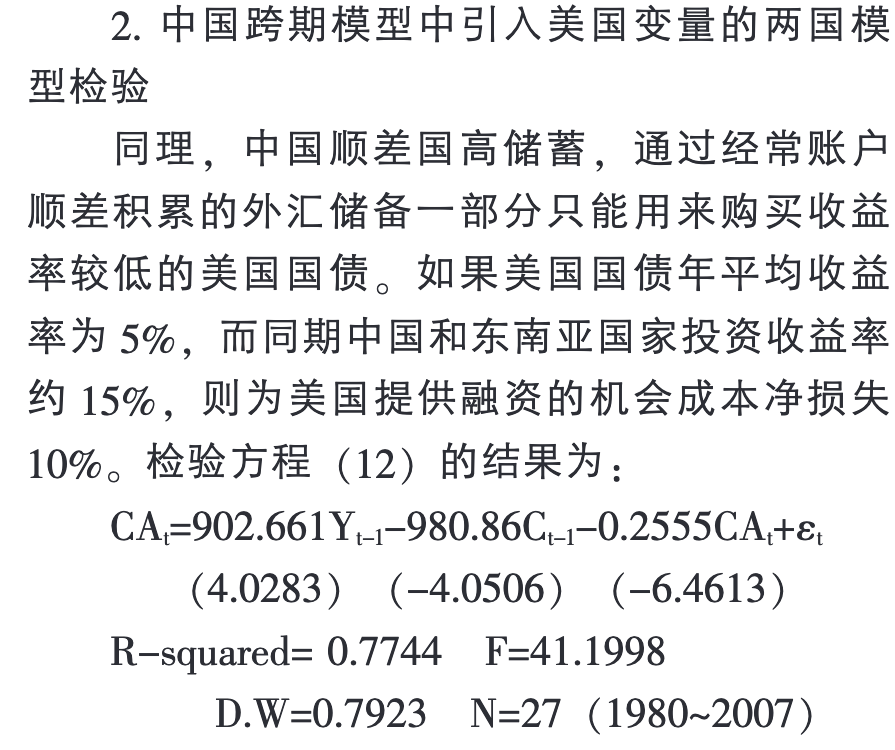 2. 中国跨期模型中引入美国变量的两国模
型检验
同理，中国顺差国高储蓄，通过经常账户
顺差积累的外汇储备一部分只能用来购买收益
率较低的美国国债。如果美国国债年平均收益
率为 5%，而同期中国和东南亚国家投资收益率
约 15%，则为美国提供融资的机会成本净损失
10%。检验方程（12）的结果为：
CAt=902.661Yt-1-980.86Ct-1-0.2555CAt+εt
（4.0283）（-4.0506）（-6.4613）
R-squared= 0.7744 F=41.1998
D.W=0.7923 N=27（1980~2007）